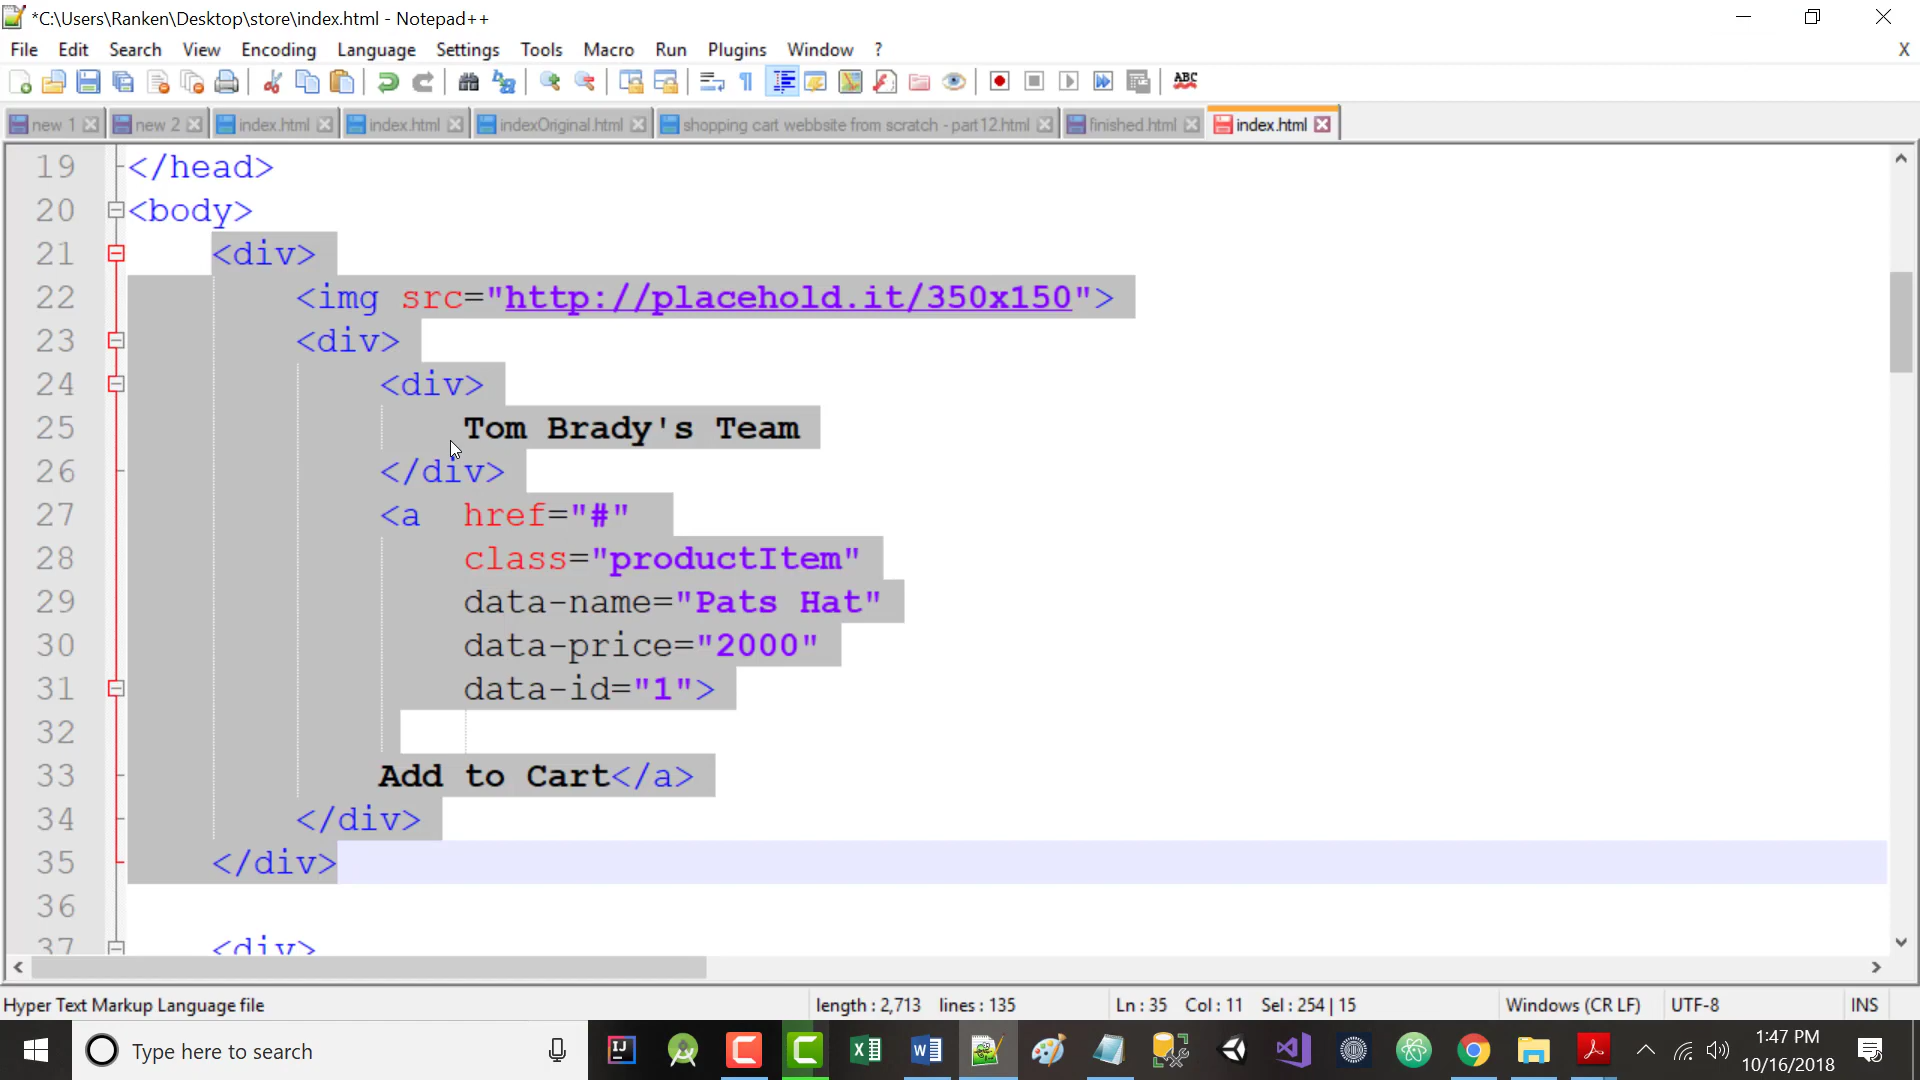 *C:\Users\Ranken\Desktop\store\index.html - Notepad++
File Edit Search View Encoding Language Settings Tools Macro Run Plugins Window ? X
ABC
new 1 new 2 index.html index.html indexOriginal.html shopping cart webbsite from scratch - part12.html finished.html index.html
19 </head>
20 <body>
21 <div>
22 <img src="http://placehold.it/350x150">
23 <div>
24 <div>
25 Tom Brady's Team
26 </div>
27 <a href="#"
28 class="productItem"
29 data-name="Pats Hat"
30 data-price="2000"
31 data-id="1">
32
33 Add to Cart</a>
34 </div>
35 </div>
36
37 <div>
Hyper Text Markup Language file length : 2,713 lines : 135 Ln : 35 Col : 11 Sel : 254 | 15 Windows (CR LF) UTF-8 INS
Type here to search
1:47 PM
10/16/2018